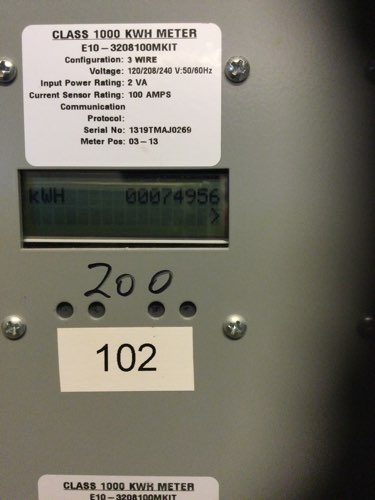 CLASS 1000 KWH METER
E10-3208100MKIT
Configuration: 3 WIRE
Voltage: 120/208/240 V:50/60Hz
Input Power Rating: 2 VA
Current Sensor Rating: 100 AMPS
Communication
Protocol:
Serial No: 1319TMAJ0269
Meter Pos: 03-13
kWH 00074956
>
200
102
CLASS 1000 KWH METER
E10-3208100MKIT